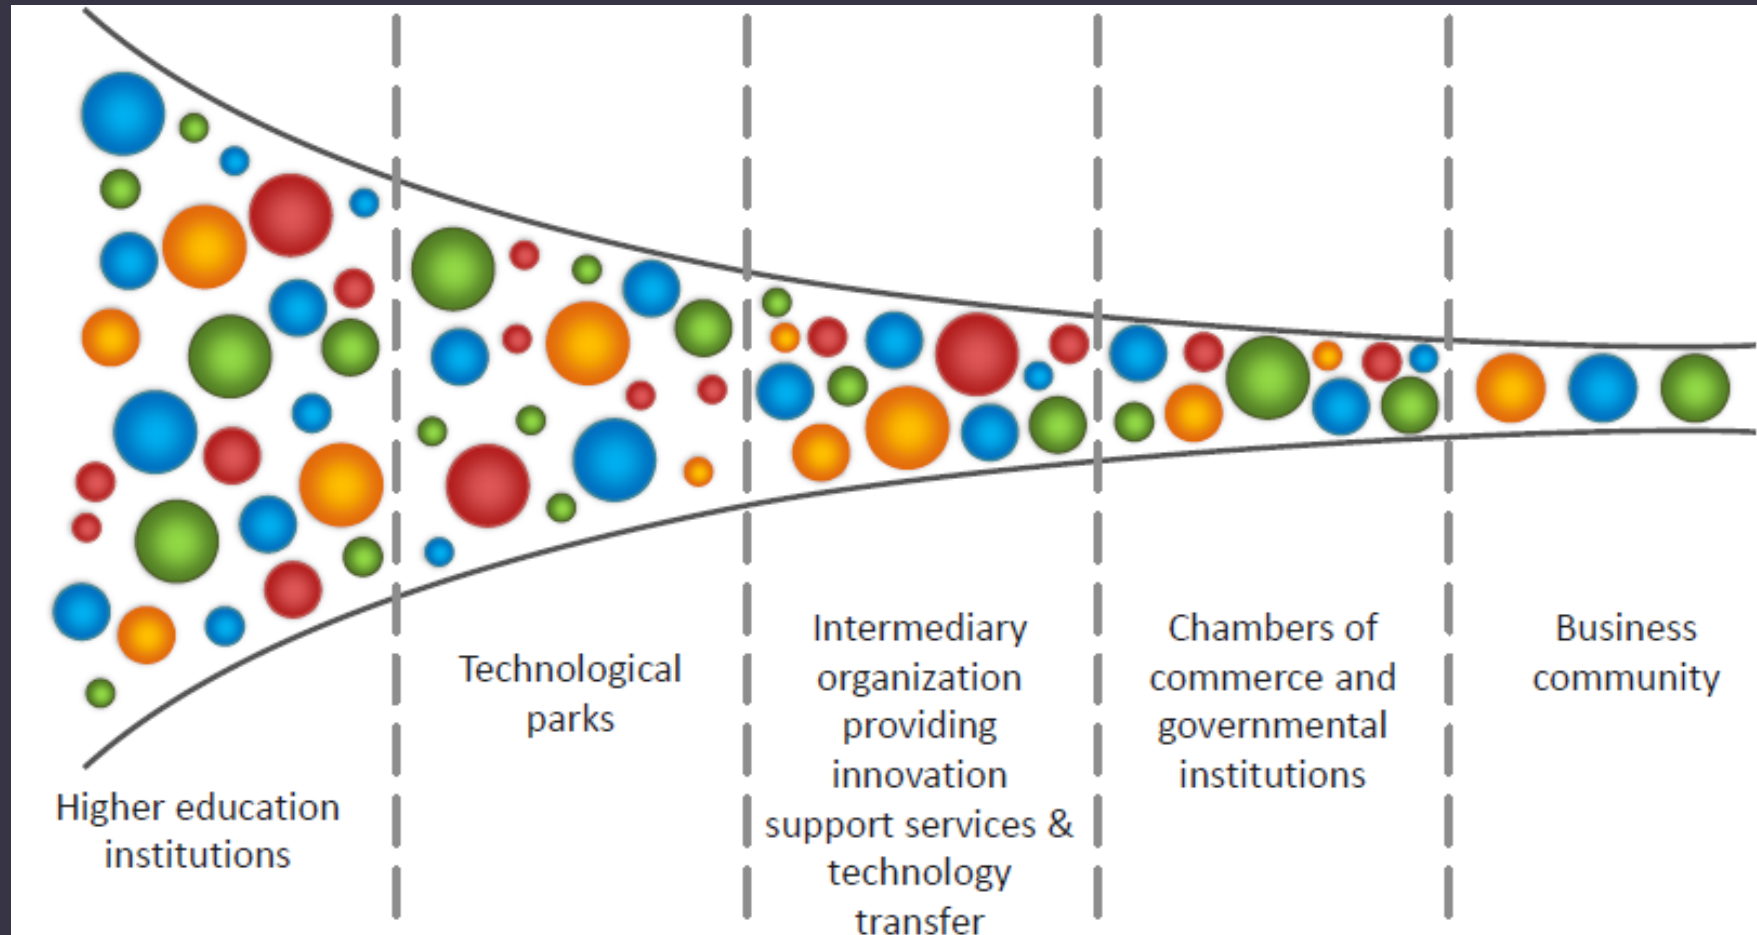 Higher education
institutions
Technological
parks
Intermediary
organization
providing
innovation
support services &
technology
transfer
Chambers of
commerce and
governmental
institutions
Business
community